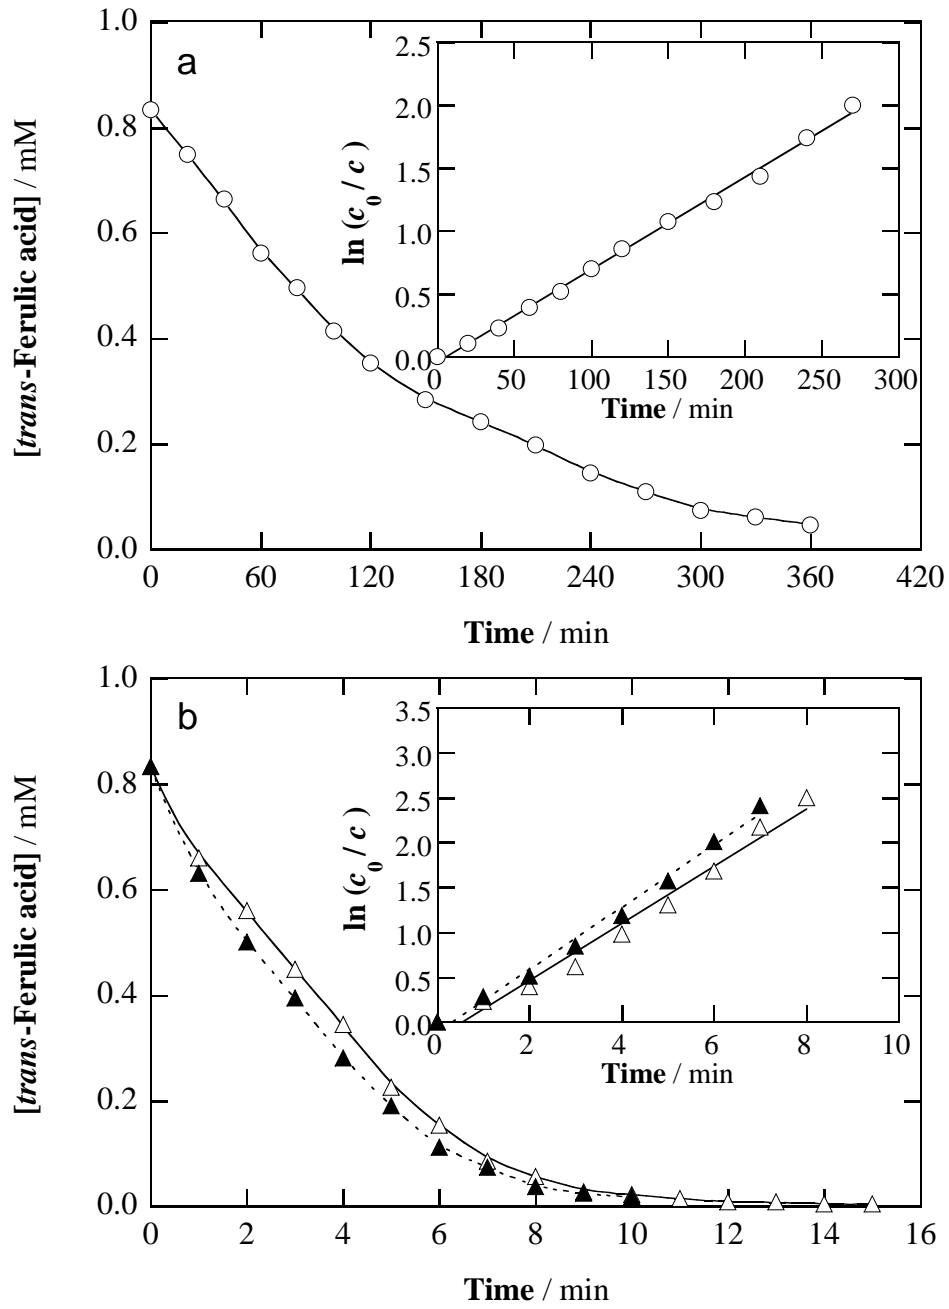 a
[trans-Ferulic acid] / mM
1.0
0.8
0.6
0.4
0.2
0.0
0 60 120 180 240 300 360 420
Time / min
ln (c0 / c )
2.5
2.0
1.5
1.0
0.5
0.0
0 50 100 150 200 250 300
Time / min
b
[trans-Ferulic acid] / mM
1.0
0.8
0.6
0.4
0.2
0.0
0 2 4 6 8 10 12 14 16
Time / min
ln (c0 / c )
3.5
3.0
2.5
2.0
1.5
1.0
0.5
0.0
0 2 4 6 8 10
Time / min